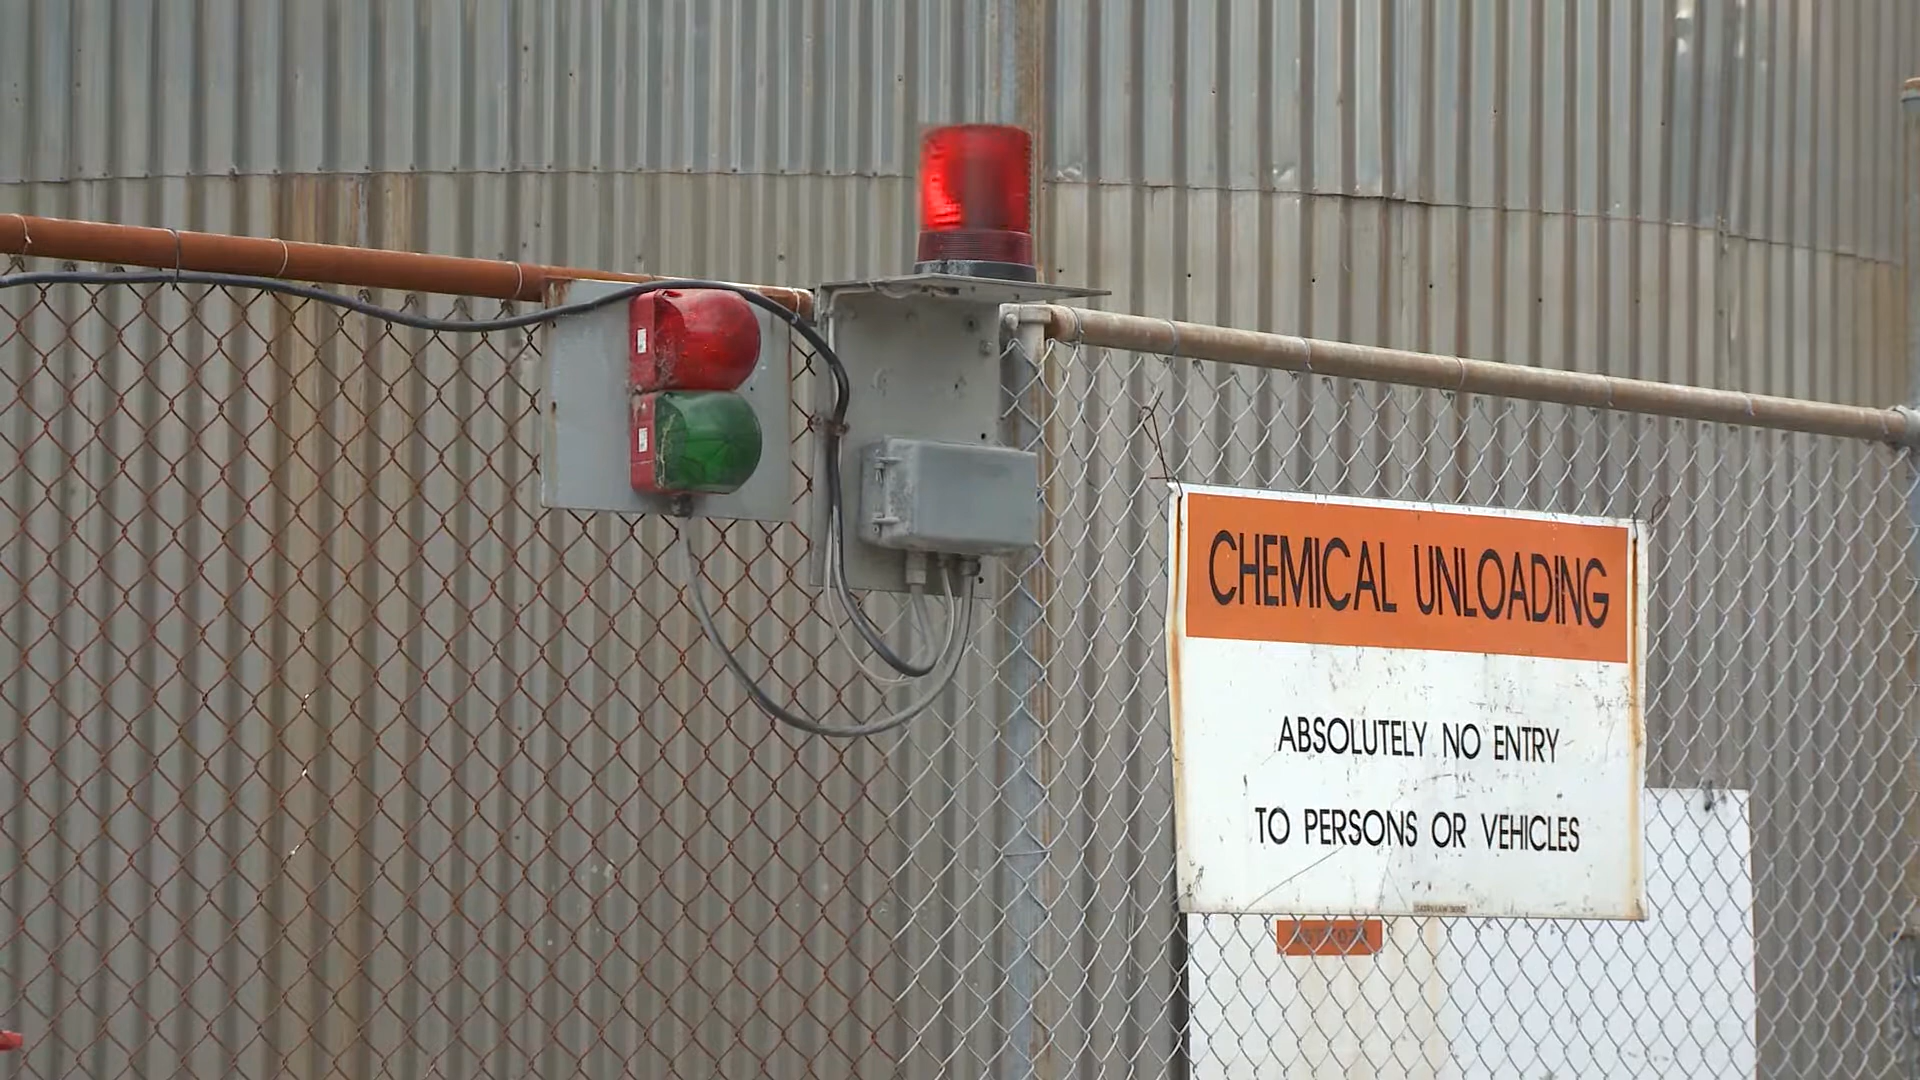 CHEMICAL UNLOADING
ABSOLUTELY NO ENTRY
TO PERSONS OR VEHICLES